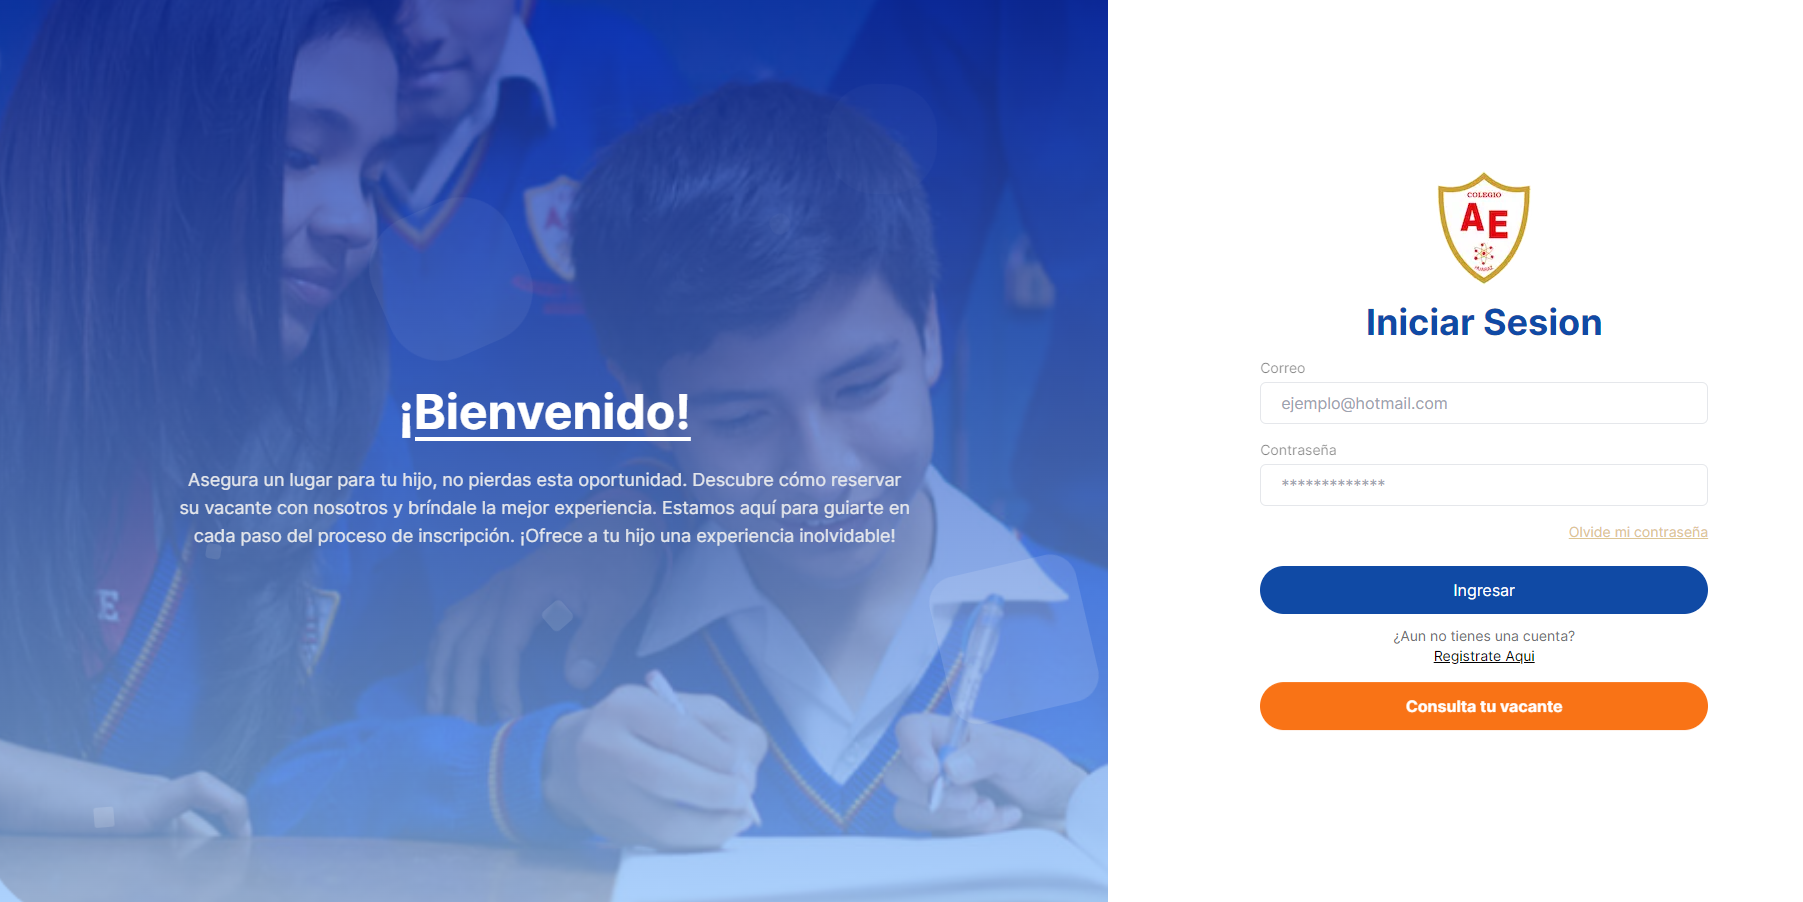 ¡Bienvenido!
Asegura un lugar para tu hijo, no pierdas esta oportunidad. Descubre cómo reservar
su vacante con nosotros y bríndale la mejor experiencia. Estamos aquí para guiarte en
cada paso del proceso de inscripción. ¡Ofrece a tu hijo una experiencia inolvidable!
E
COLEGIO
AE
Iniciar Sesion
Correo
ejemplo@hotmail.com
Contraseña
*************
Olvide mi contraseña
Ingresar
¿Aun no tienes una cuenta?
Registrate Aqui
Consulta tu vacante